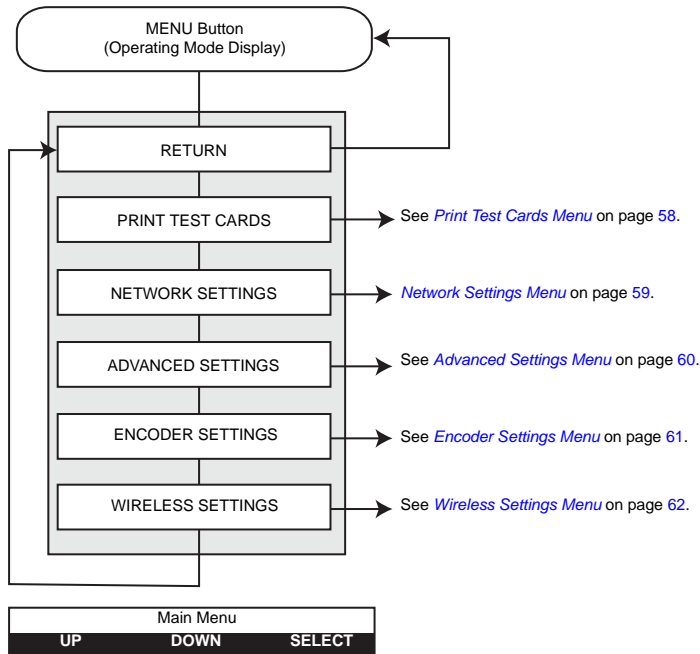 MENU Button
(Operating Mode Display)
RETURN
PRINT TEST CARDS
See Print Test Cards Menu on page 58.
NETWORK SETTINGS
Network Settings Menu on page 59.
ADVANCED SETTINGS
See Advanced Settings Menu on page 60.
ENCODER SETTINGS
See Encoder Settings Menu on page 61.
WIRELESS SETTINGS
See Wireless Settings Menu on page 62.
Main Menu
UP DOWN SELECT